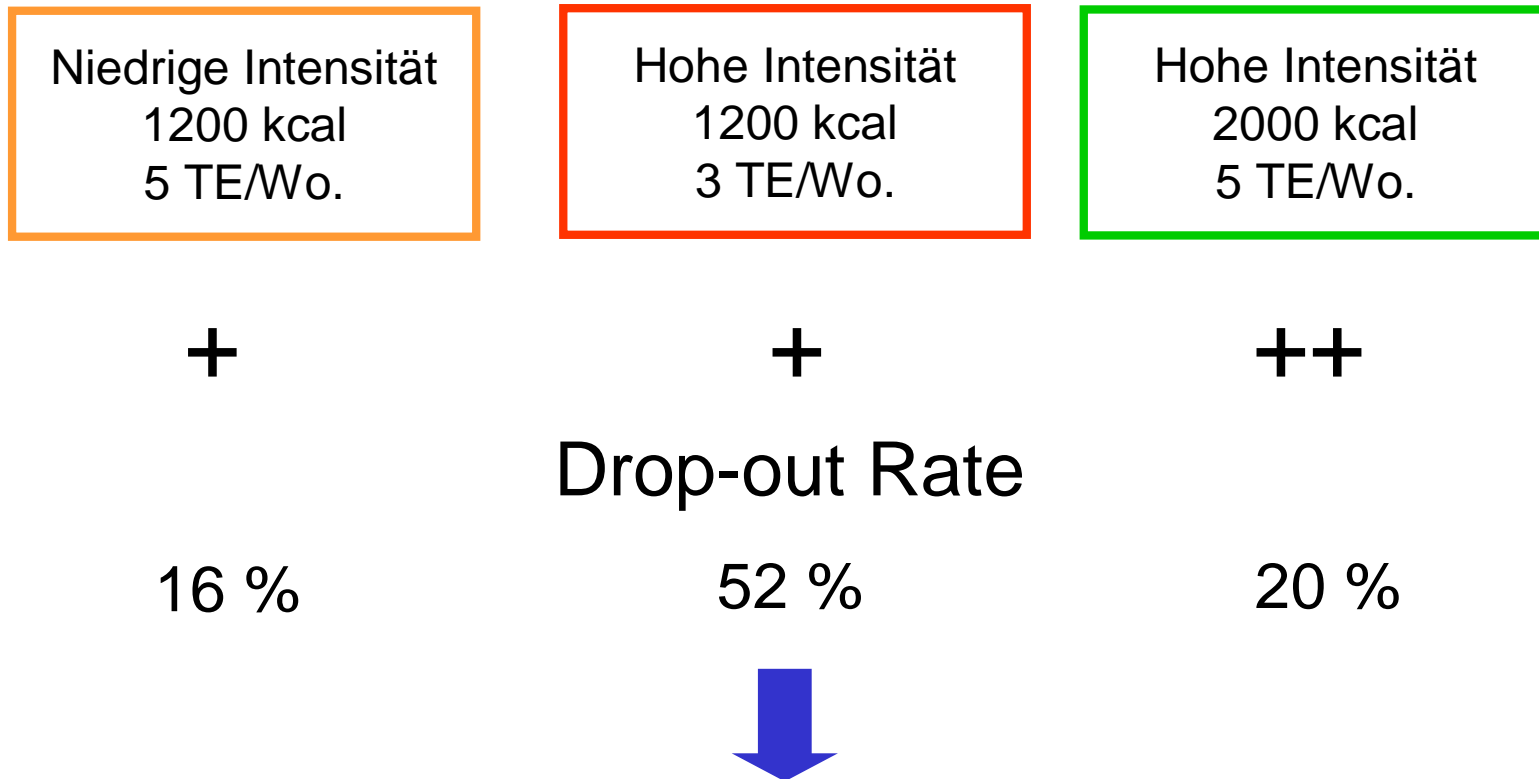 Niedrige Intensität
1200 kcal
5 TE/Wo.
Hohe Intensität
1200 kcal
3 TE/Wo.
Hohe Intensität
2000 kcal
5 TE/Wo.
+ + ++
Drop-out Rate
16 % 52 % 20 %